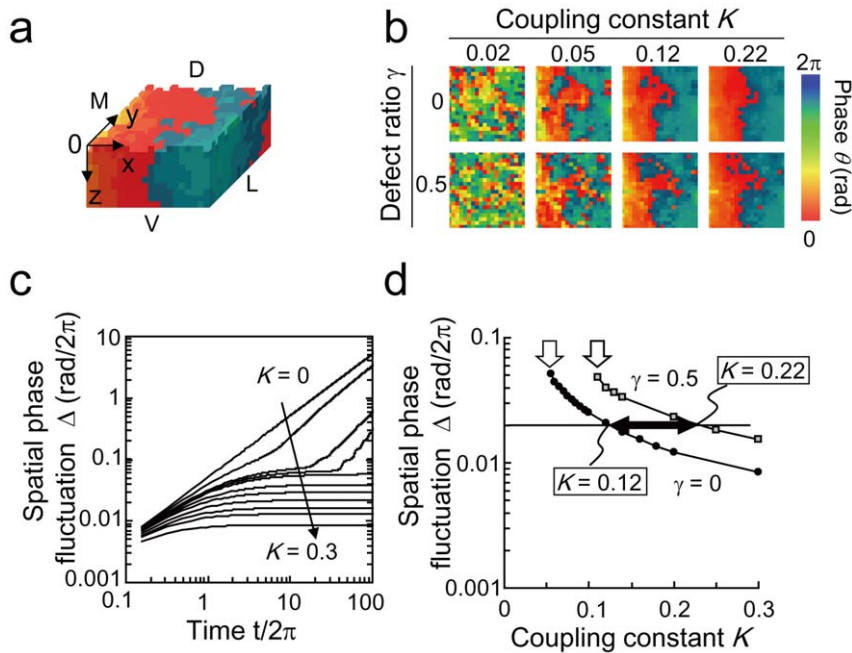 a
D
M
y
0
x
z
L
V
b
Coupling constant K
0.02 0.05 0.12 0.22
Defect ratio γ
0
0.5
2π
Phase θ (rad)
0
c
Spatial phase
fluctuation Δ (rad/2π)
10
1
0.1
0.01
0.001
K = 0
K = 0.3
0.1 1 10 100
Time t/2π
d
Spatial phase
fluctuation Δ (rad/2π)
0.1
0.01
0.001
γ = 0.5
K = 0.22
K = 0.12
γ = 0
0 0.1 0.2 0.3
Coupling constant K